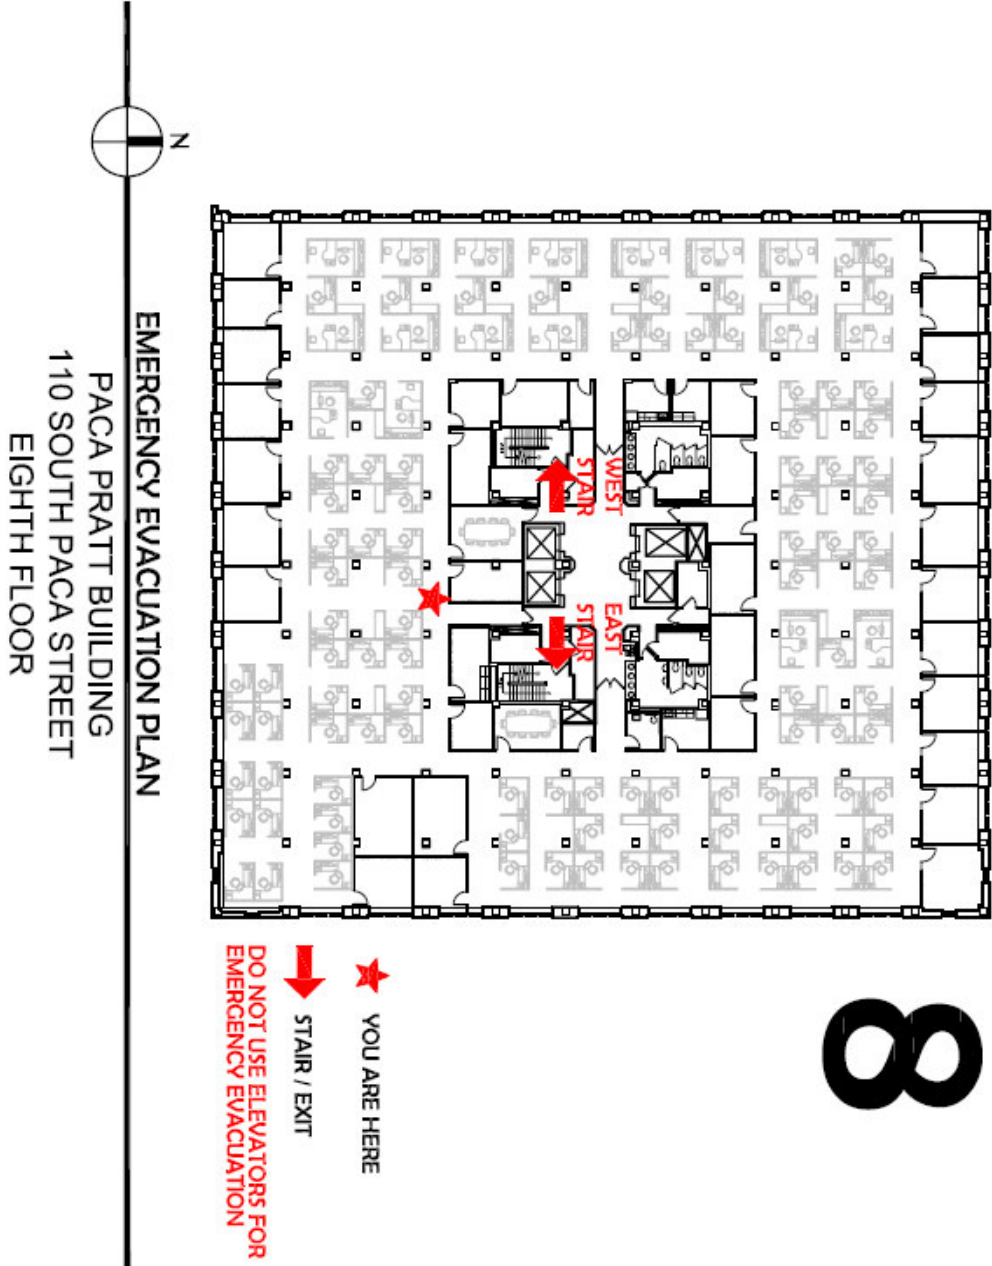 8
WEST
STAIR
EAST
STAIR
YOU ARE HERE
STAIR / EXIT
DO NOT USE ELEVATORS FOR
EMERGENCY EVACUATION
N
EMERGENCY EVACUATION PLAN
PACA PRATT BUILDING
110 SOUTH PACA STREET
EIGHTH FLOOR